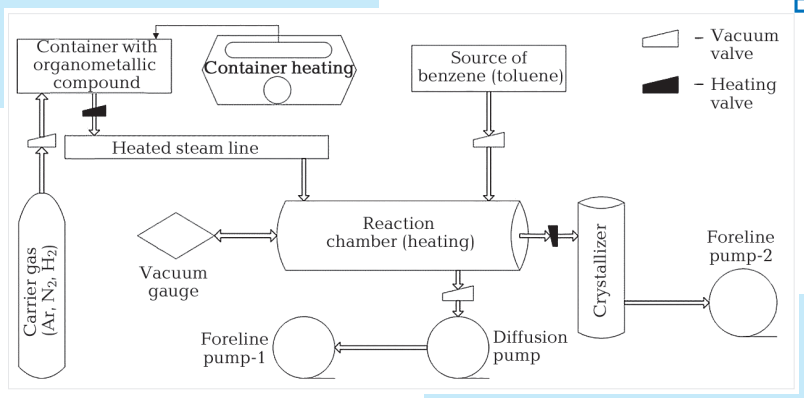 Container with
organometallic
compound
Container heating
Source of
benzene (toluene)
– Vacuum
valve
– Heating
valve
Heated steam line
Reaction
chamber (heating)
Vacuum
gauge
Carrier gas
(Ar, N₂, H₂)
Crystallizer
Foreline
pump-2
Foreline
pump-1
Diffusion
pump